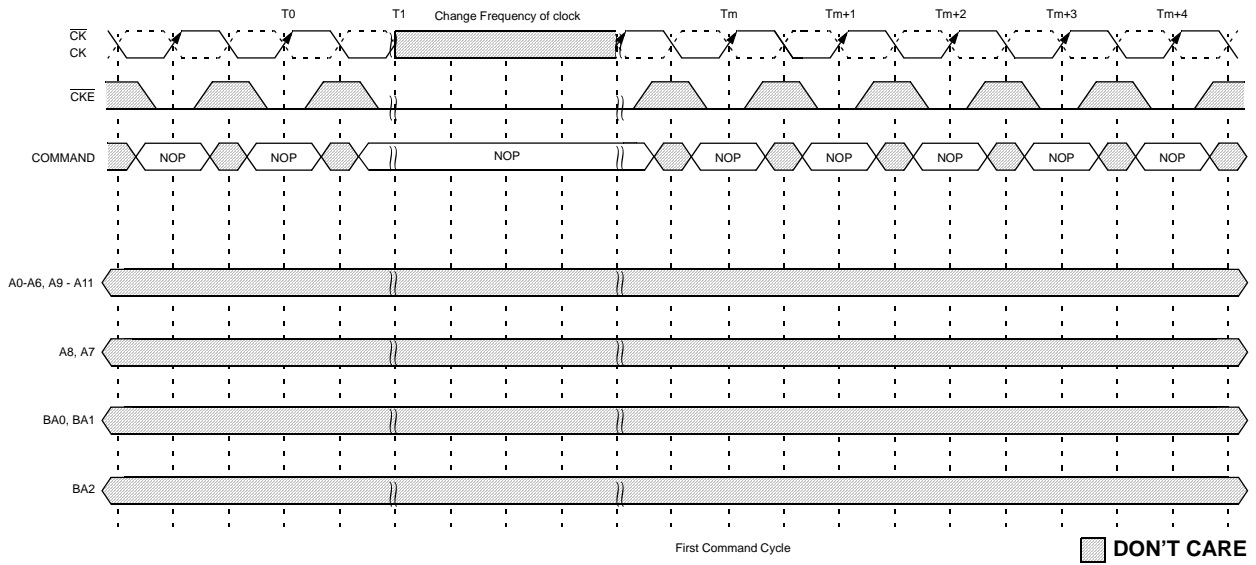 T0 T1 Change Frequency of clock Tm Tm+1 Tm+2 Tm+3 Tm+4
CK
CK
CKE
COMMAND NOP NOP NOP NOP NOP NOP NOP NOP
A0-A6, A9 - A11
A8, A7
BA0, BA1
BA2
First Command Cycle
DON'T CARE